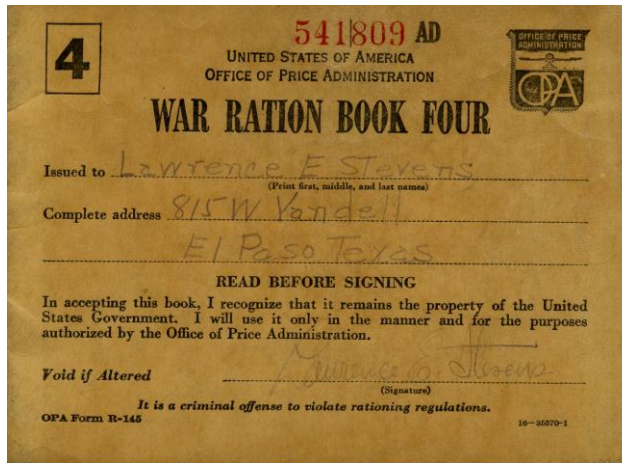 4
541809 AD
OFFICE OF PRICE
ADMINISTRATION
OPA
UNITED STATES OF AMERICA
OFFICE OF PRICE ADMINISTRATION
WAR RATION BOOK FOUR
Issued to Lawrence E Stevens
(Print first, middle, and last names)
Complete address 815 W Yandell
El Paso Texas
READ BEFORE SIGNING
In accepting this book, I recognize that it remains the property of the United
States Government. I will use it only in the manner and for the purposes
authorized by the Office of Price Administration.
Void if Altered Stevens
(Signature)
It is a criminal offense to violate rationing regulations.
OPA Form R-145 16—35570-1